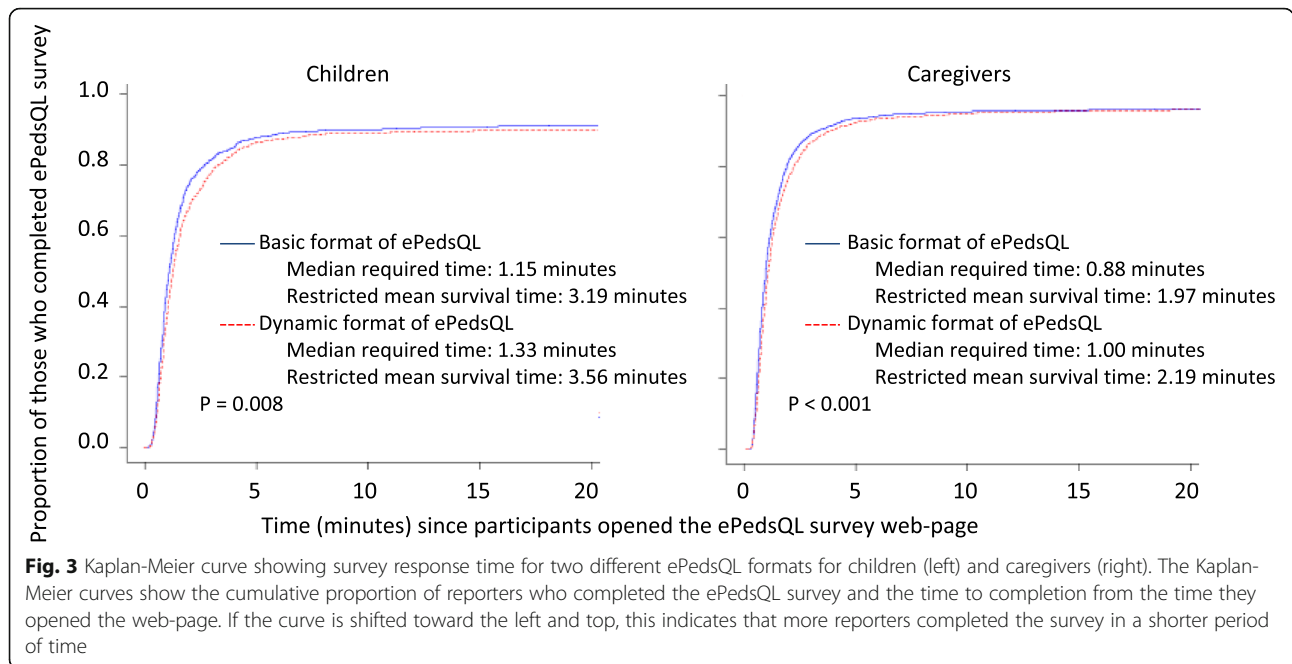 Proportion of those who completed ePedsQL survey
Children
1.0
0.8
0.6
0.4
0.2
0.0
Basic format of ePedsQL
Median required time: 1.15 minutes
Restricted mean survival time: 3.19 minutes
Dynamic format of ePedsQL
Median required time: 1.33 minutes
Restricted mean survival time: 3.56 minutes
P = 0.008
0 5 10 15 20
Caregivers
Basic format of ePedsQL
Median required time: 0.88 minutes
Restricted mean survival time: 1.97 minutes
Dynamic format of ePedsQL
Median required time: 1.00 minutes
Restricted mean survival time: 2.19 minutes
P < 0.001
0 5 10 15 20
Time (minutes) since participants opened the ePedsQL survey web-page
Fig. 3 Kaplan-Meier curve showing survey response time for two different ePedsQL formats for children (left) and caregivers (right). The Kaplan-
Meier curves show the cumulative proportion of reporters who completed the ePedsQL survey and the time to completion from the time they
opened the web-page. If the curve is shifted toward the left and top, this indicates that more reporters completed the survey in a shorter period
of time